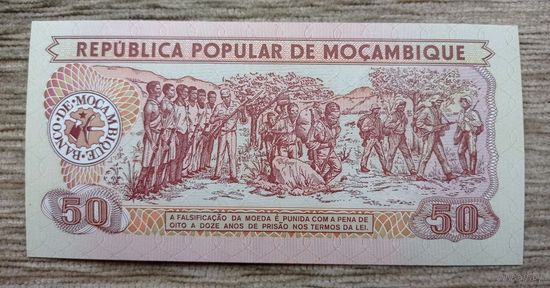 REPÚBLICA POPULAR DE MOÇAMBIQUE
BANCO·DE·MOÇAMBIQUE
50
A FALSIFICAÇÃO DA MOEDA É PUNIDA COM A PENA DE
OITO A DOZE ANOS DE PRISÃO NOS TERMOS DA LEI.
50